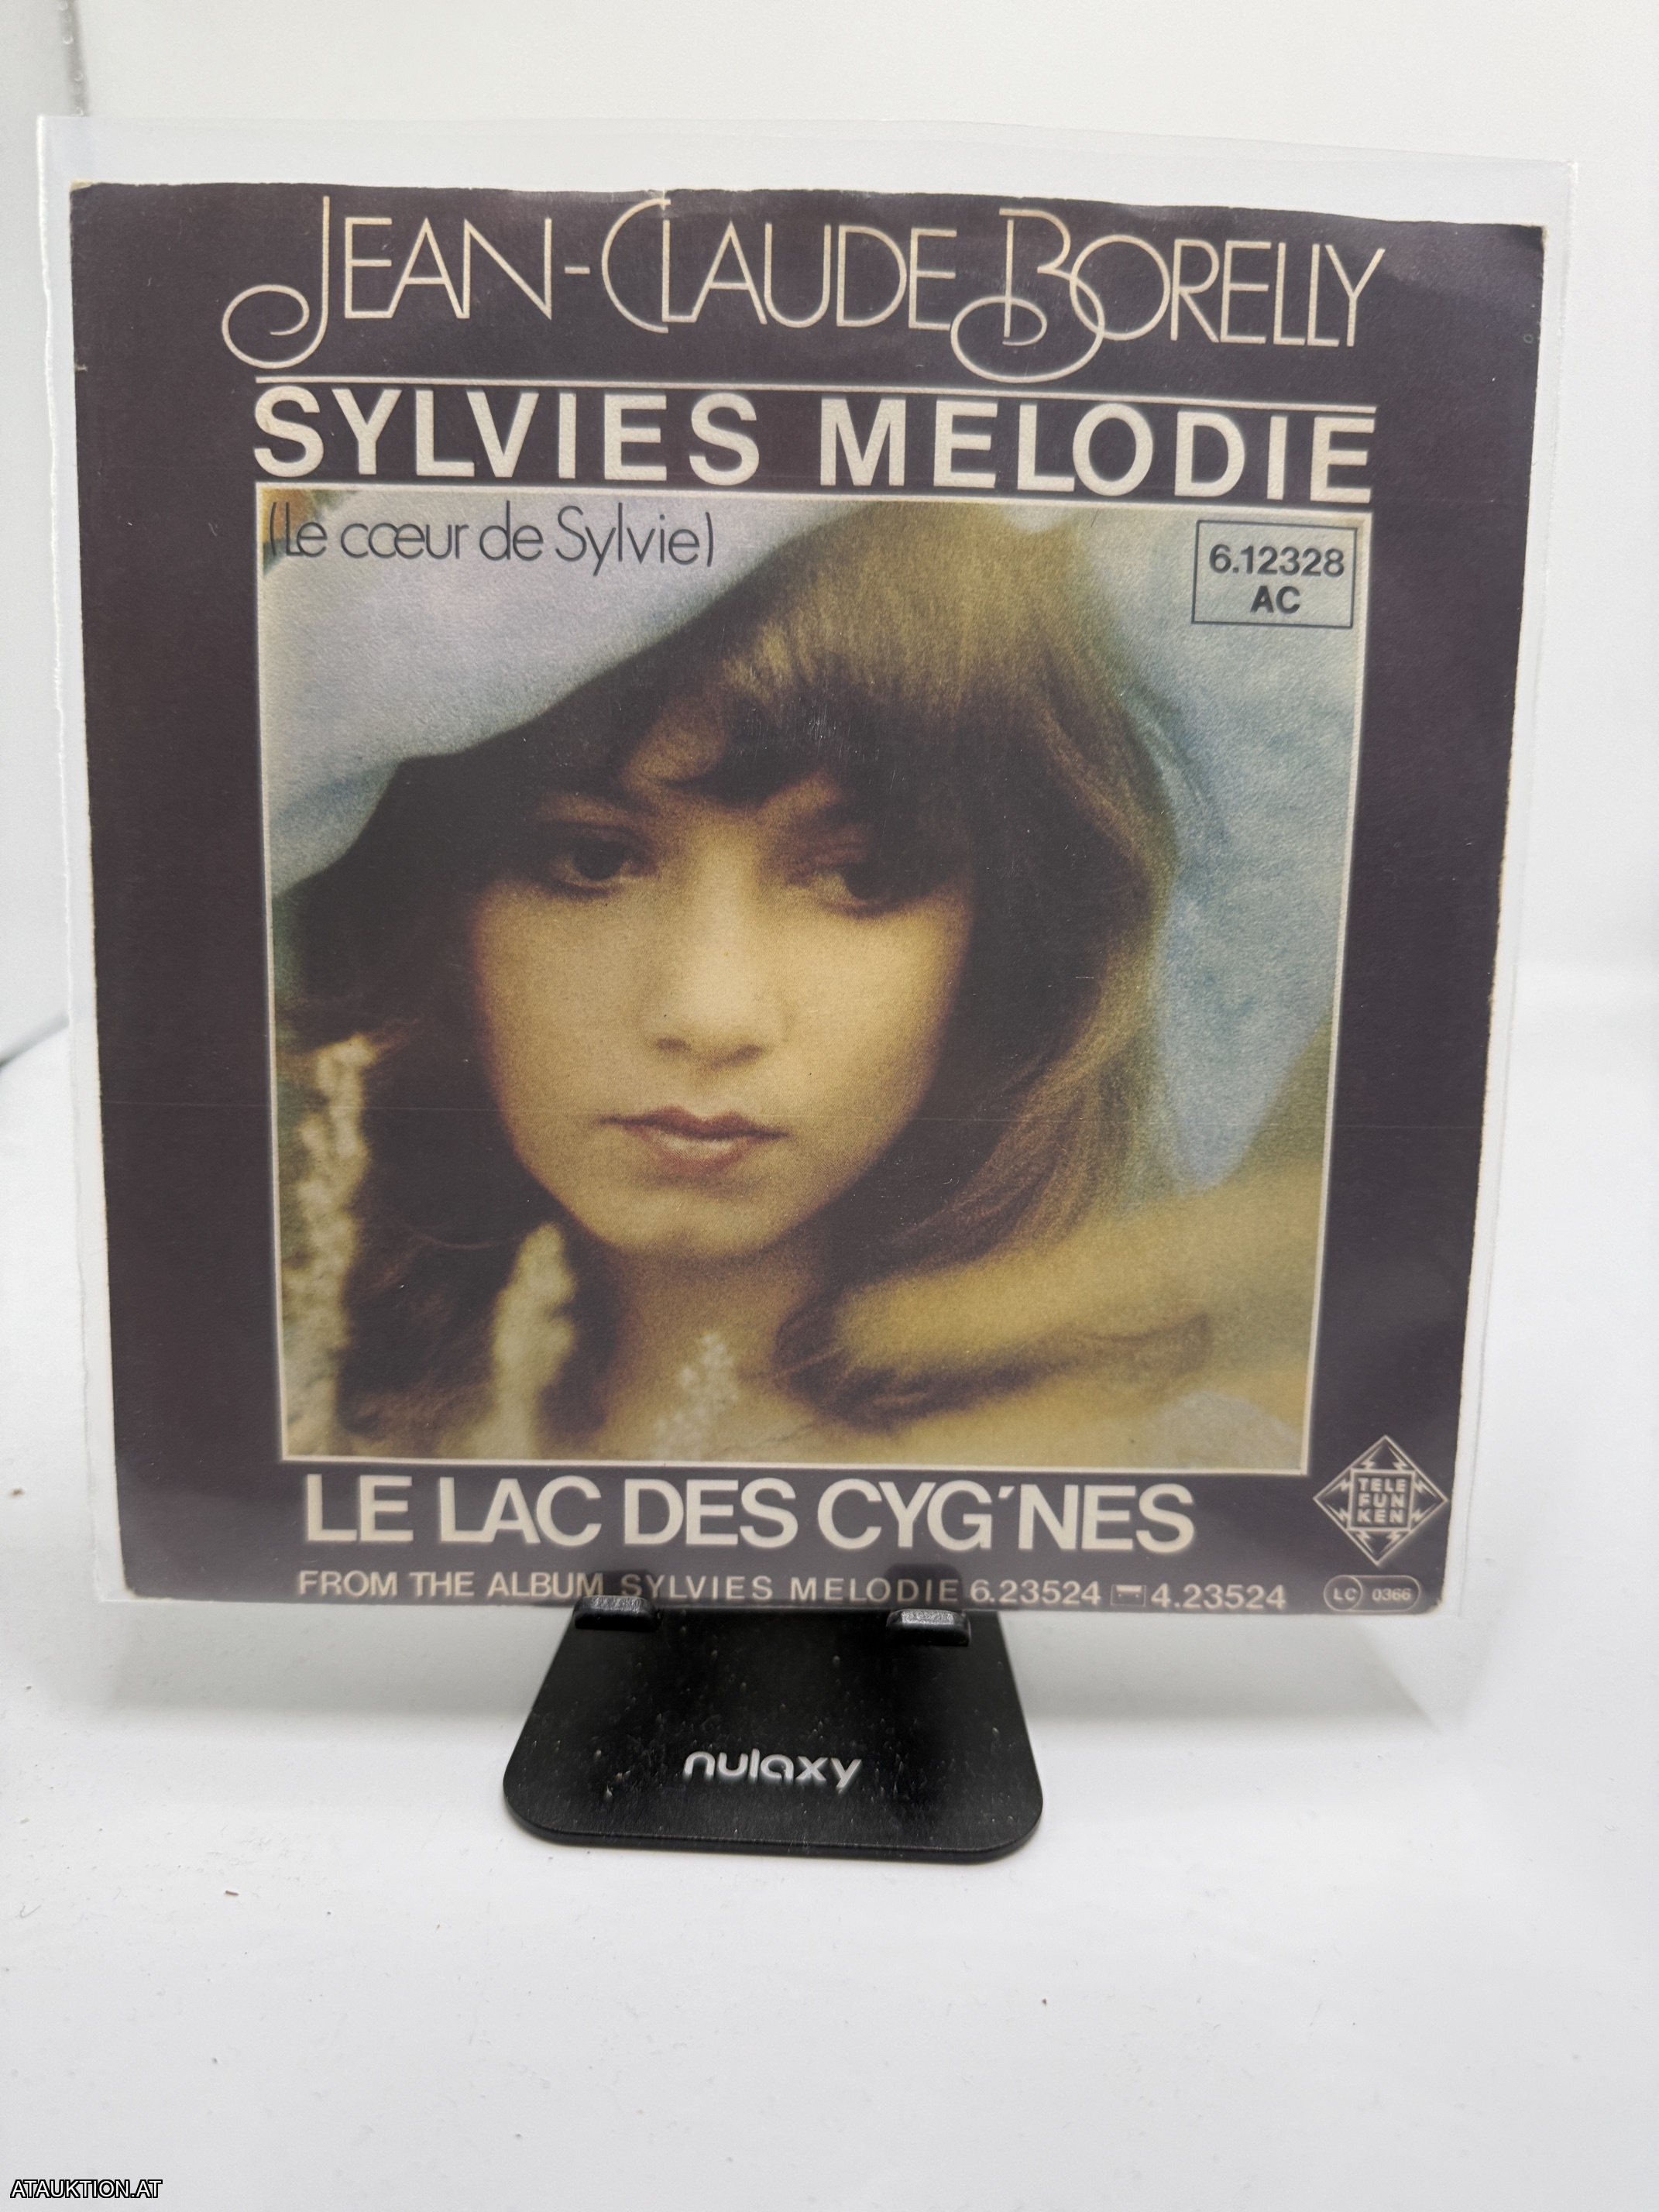 JEAN-CLAUDE BORELLY
SYLVIES MELODIE
(Le cœur de Sylvie)
6.12328
AC
LE LAC DES CYG'NES
TELE
FUN
KEN
FROM THE ALBUM SYLVIES MELODIE 6.23524 4.23524
LC 0366
nulaxy
ATAUKTION.AT